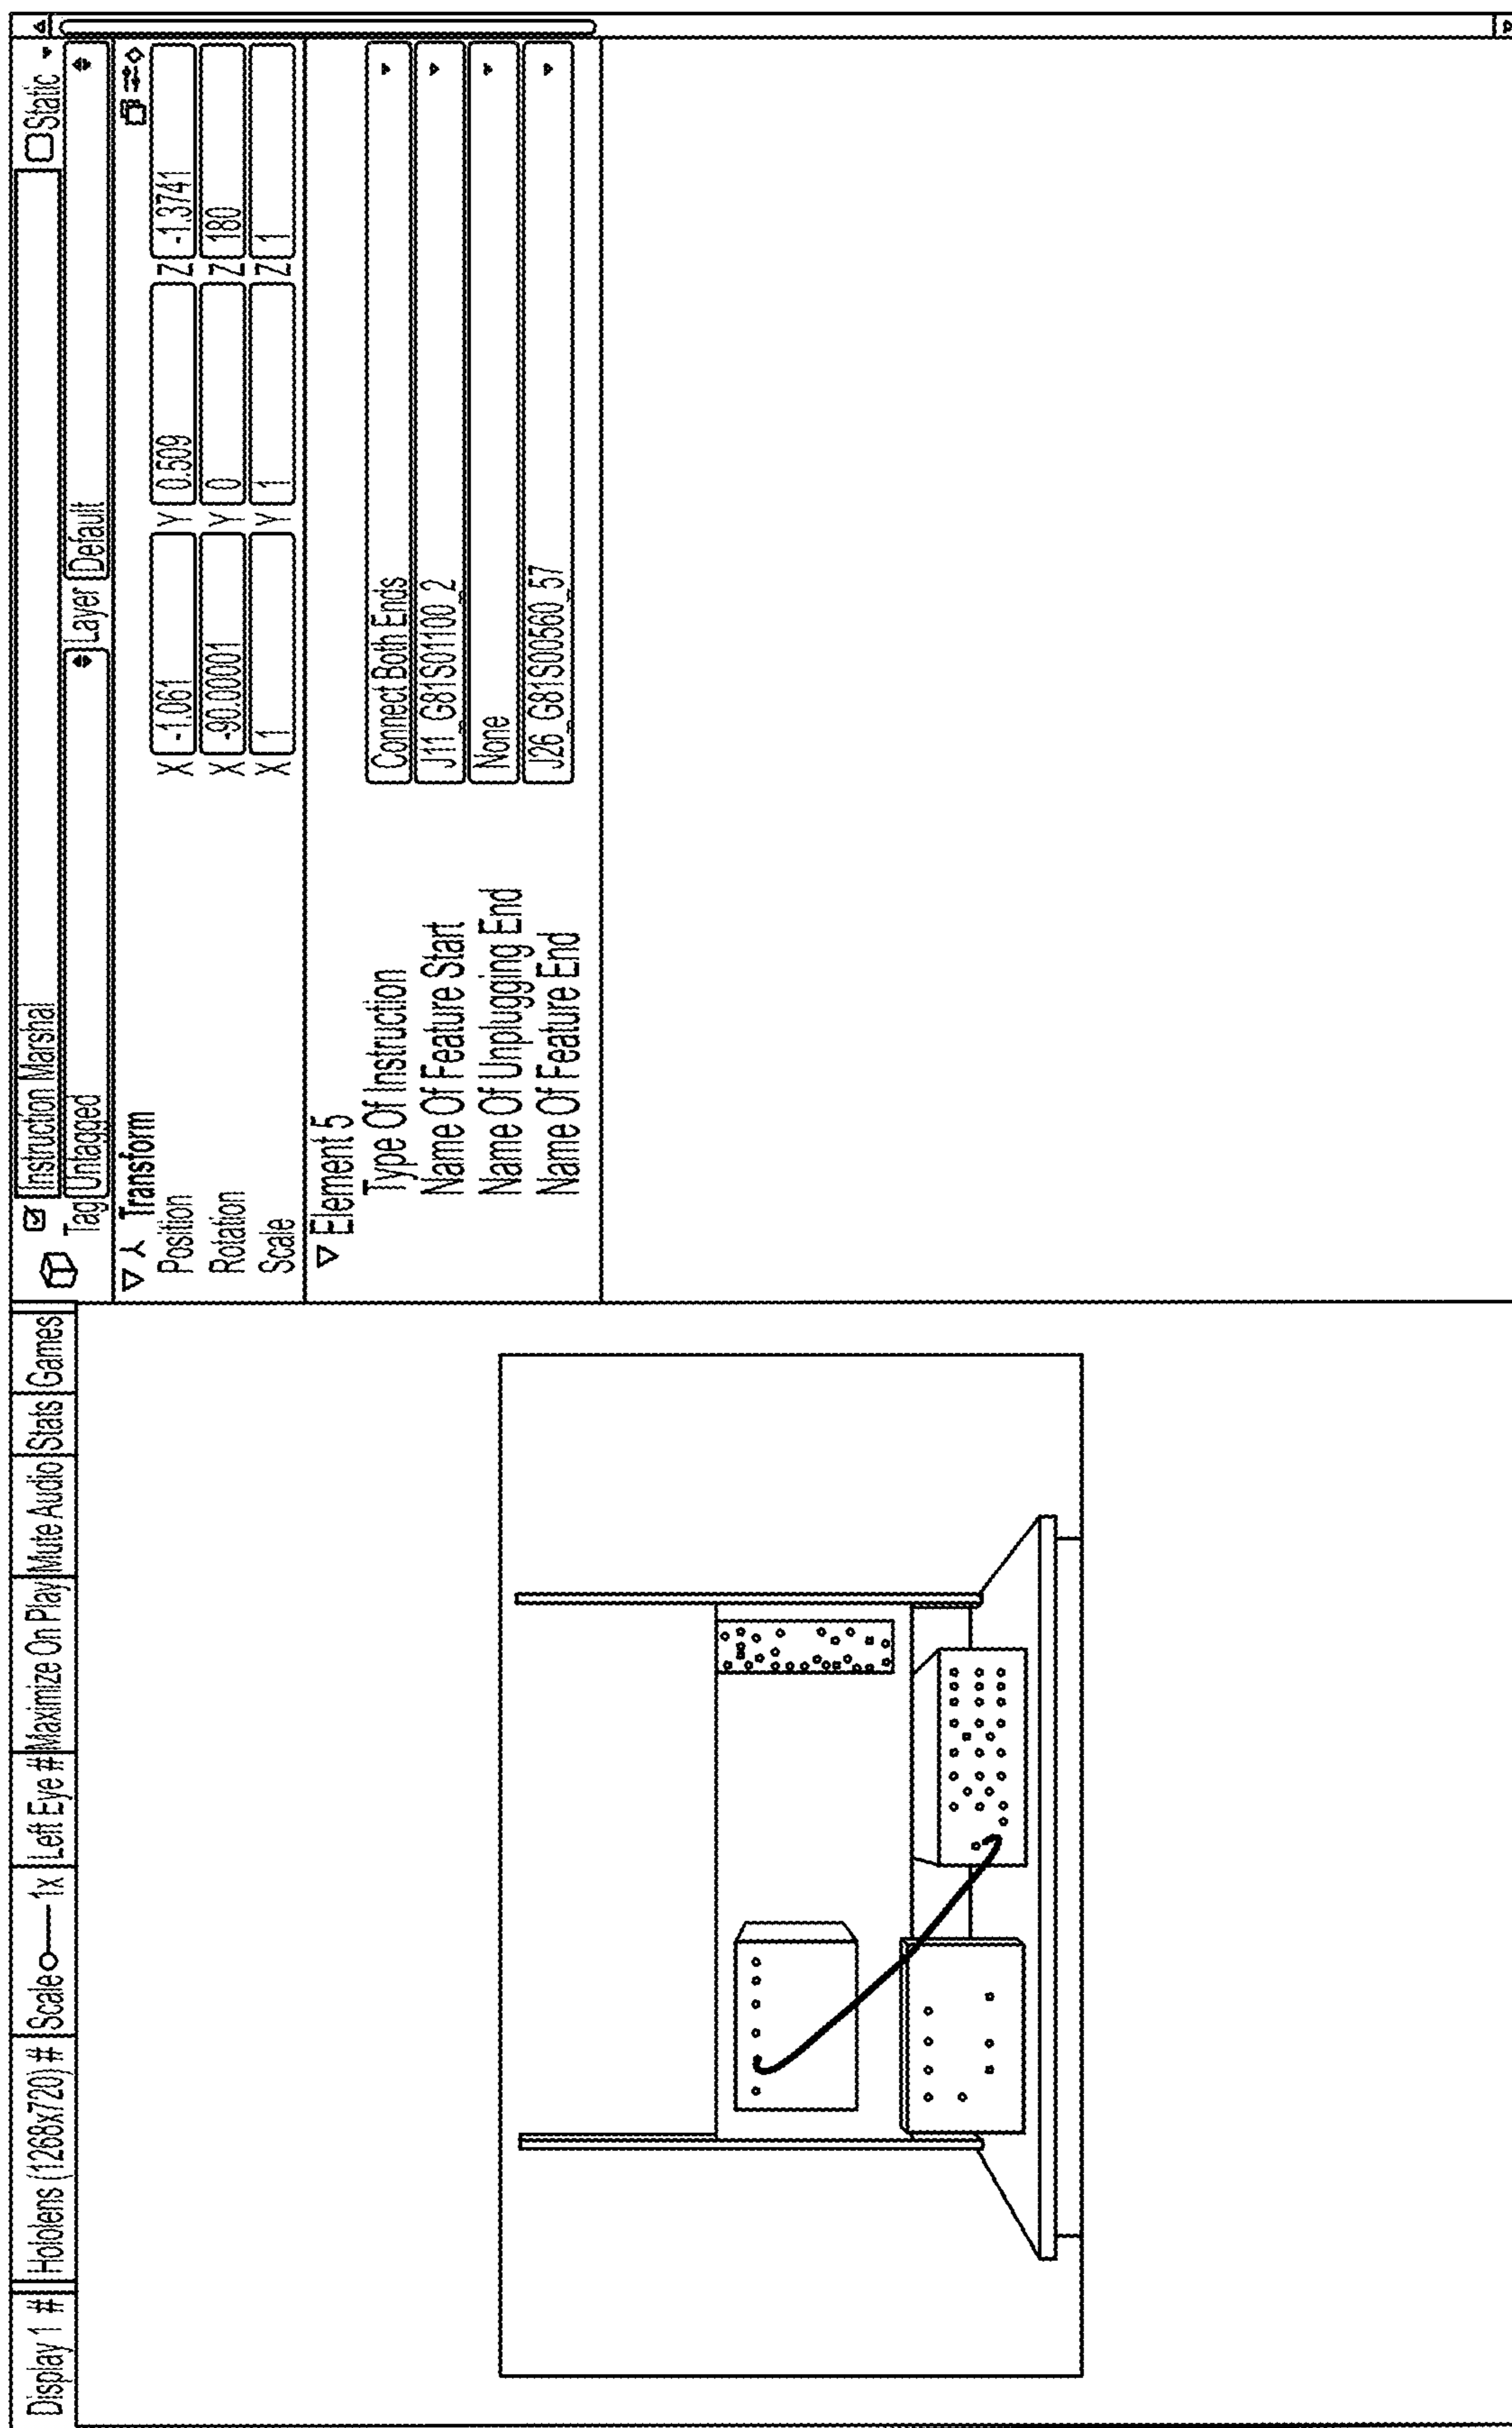 Display 1 # Hololens (1268x720) # Scale 1x Left Eye # Maximize On Play Mute Audio Stats Games
Instruction Marshal Static
Tag Untagged Layer Default
Transform
Position X -1.061 Y 0.509 Z -1.3741
Rotation X -90.00001 Y 0 Z 180
Scale X 1 Y 1 Z 1
Element 5
Type Of Instruction Connect Both Ends
Name Of Feature Start J11_G81S01100_2
Name Of Unplugging End None
Name Of Feature End J26_G81S00560_57